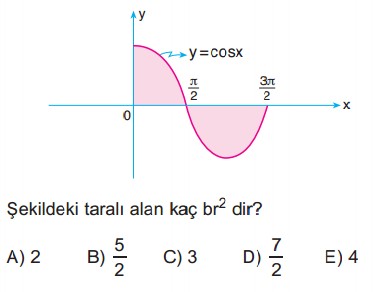 y
y=cosx
π/2
3π/2
0
x
Şekildeki taralı alan kaç br² dir?
A) 2 B) 5/2 C) 3 D) 7/2 E) 4